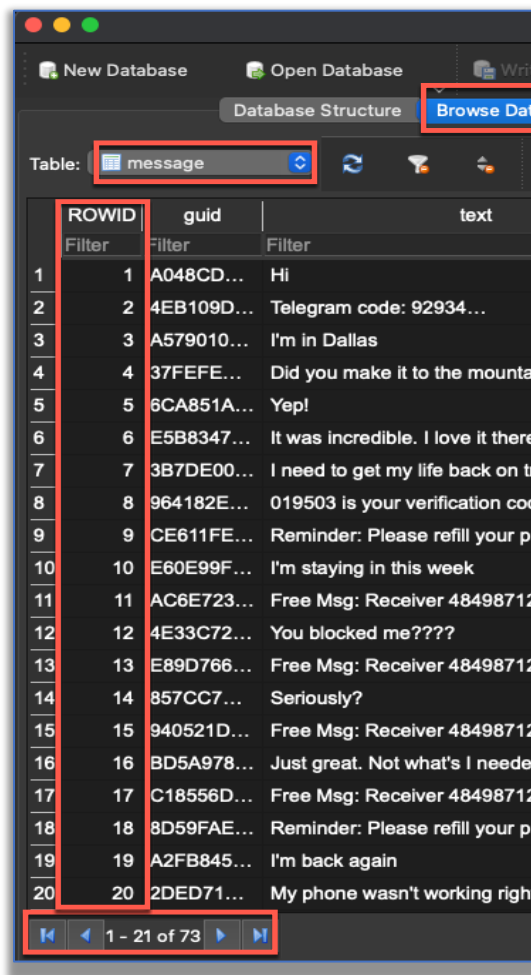 New Database Open Database Wri
Database Structure Browse Dat
Table: message
ROWID guid text
Filter Filter Filter
1 1 A048CD... Hi
2 2 4EB109D... Telegram code: 92934...
3 3 A579010... I'm in Dallas
4 4 37FEFE... Did you make it to the mounta
5 5 6CA851A... Yep!
6 6 E5B8347... It was incredible. I love it there
7 7 3B7DE00... I need to get my life back on t
8 8 964182E... 019503 is your verification co
9 9 CE611FE... Reminder: Please refill your p
10 10 E60E99F... I'm staying in this week
11 11 AC6E723... Free Msg: Receiver 48498712
12 12 4E33C72... You blocked me????
13 13 E89D766... Free Msg: Receiver 48498712
14 14 857CC7... Seriously?
15 15 940521D... Free Msg: Receiver 48498712
16 16 BD5A978... Just great. Not what's I neede
17 17 C18556D... Free Msg: Receiver 48498712
18 18 8D59FAE... Reminder: Please refill your p
19 19 A2FB845... I'm back again
20 20 2DED71... My phone wasn't working righ
1 - 21 of 73